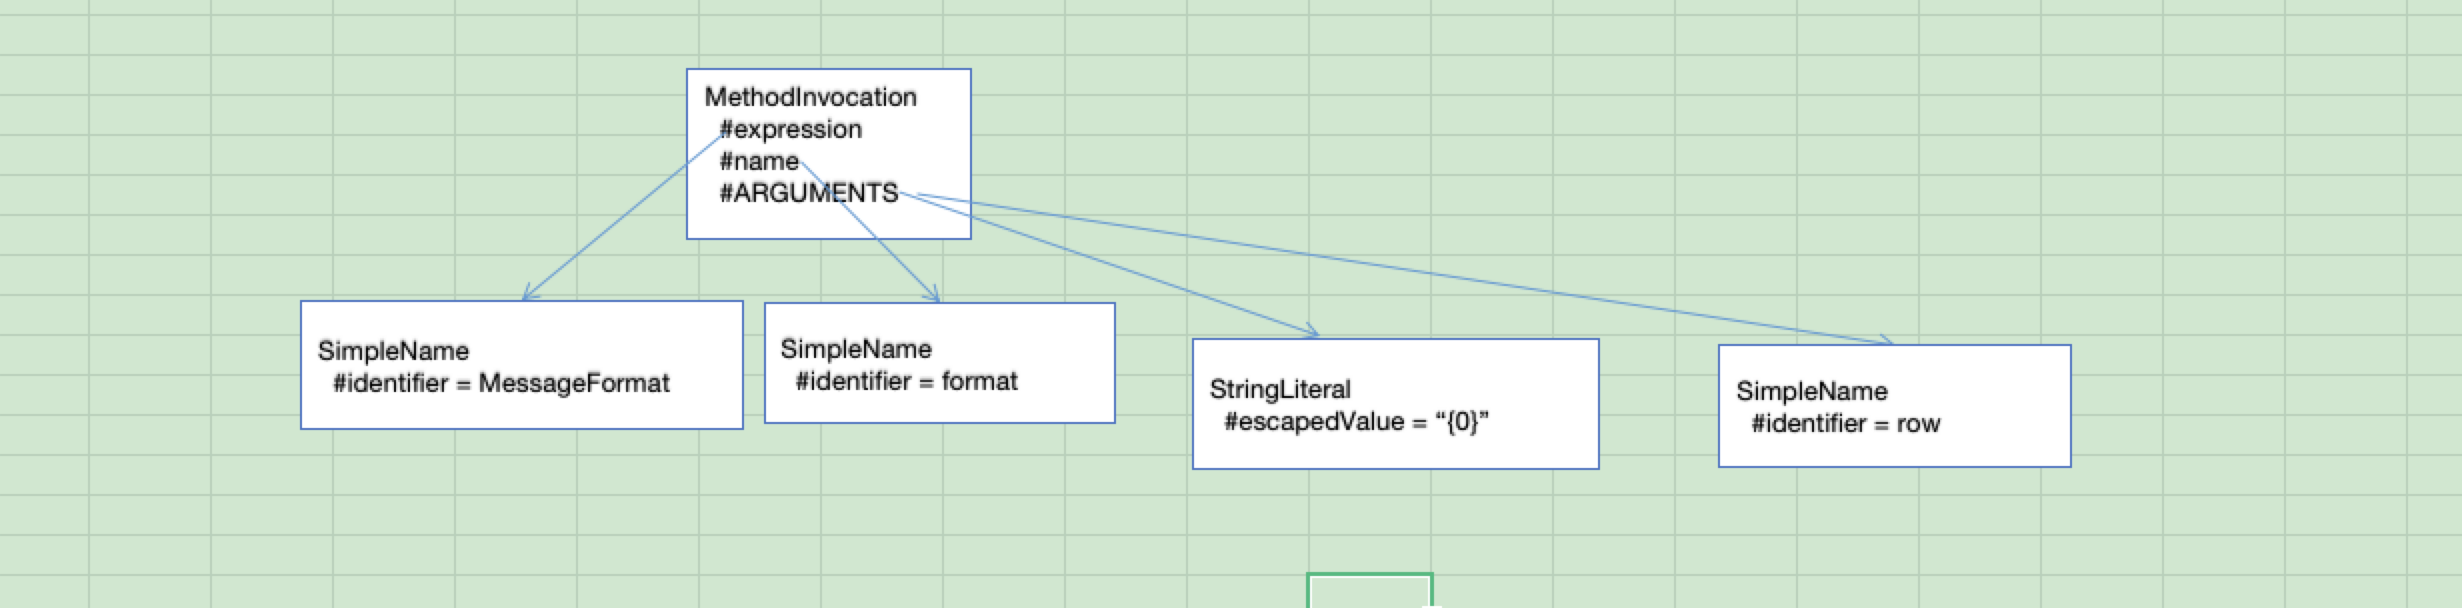 MethodInvocation
#expression
#name
#ARGUMENTS
SimpleName
#identifier = MessageFormat
SimpleName
#identifier = format
StringLiteral
#escapedValue = “{0}”
SimpleName
#identifier = row